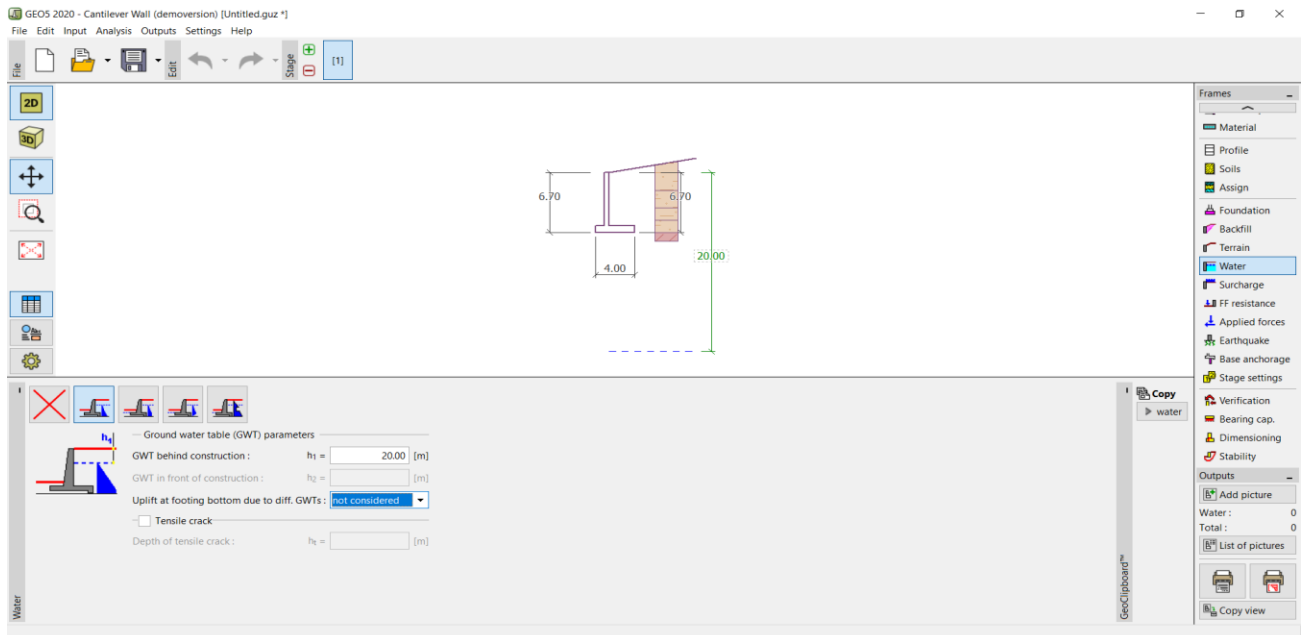 GEO5 2020 - Cantilever Wall (demoversion) [Untitled.guz *]
File Edit Input Analysis Outputs Settings Help
File
Edit
Stage
[1]
2D
3D
6.70
6.70
20.00
4.00
Frames
Material
Profile
Soils
Assign
Foundation
Backfill
Terrain
Water
Surcharge
FF resistance
Applied forces
Earthquake
Base anchorage
Stage settings
Verification
Bearing cap.
Dimensioning
Stability
Outputs
Add picture
Water : 0
Total : 0
List of pictures
Copy view
h1
Ground water table (GWT) parameters
GWT behind construction : h1 = 20.00 [m]
GWT in front of construction : h2 = [m]
Uplift at footing bottom due to diff. GWTs : not considered
Tensile crack
Depth of tensile crack : ht = [m]
Water
GeoClipboard™
Copy
water